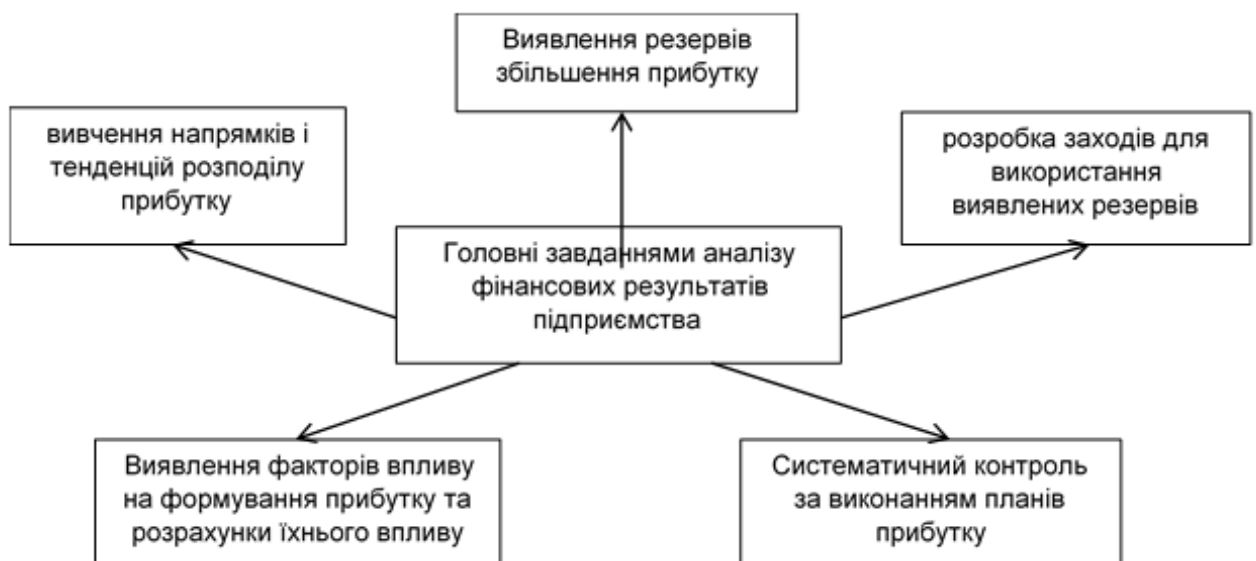 Виявлення резервів
збільшення прибутку
вивчення напрямків і
тенденцій розподілу
прибутку
розробка заходів для
використання
виявлених резервів
Головні завданнями аналізу
фінансових результатів
підприємства
Виявлення факторів впливу
на формування прибутку та
розрахунки їхнього впливу
Систематичний контроль
за виконанням планів
прибутку